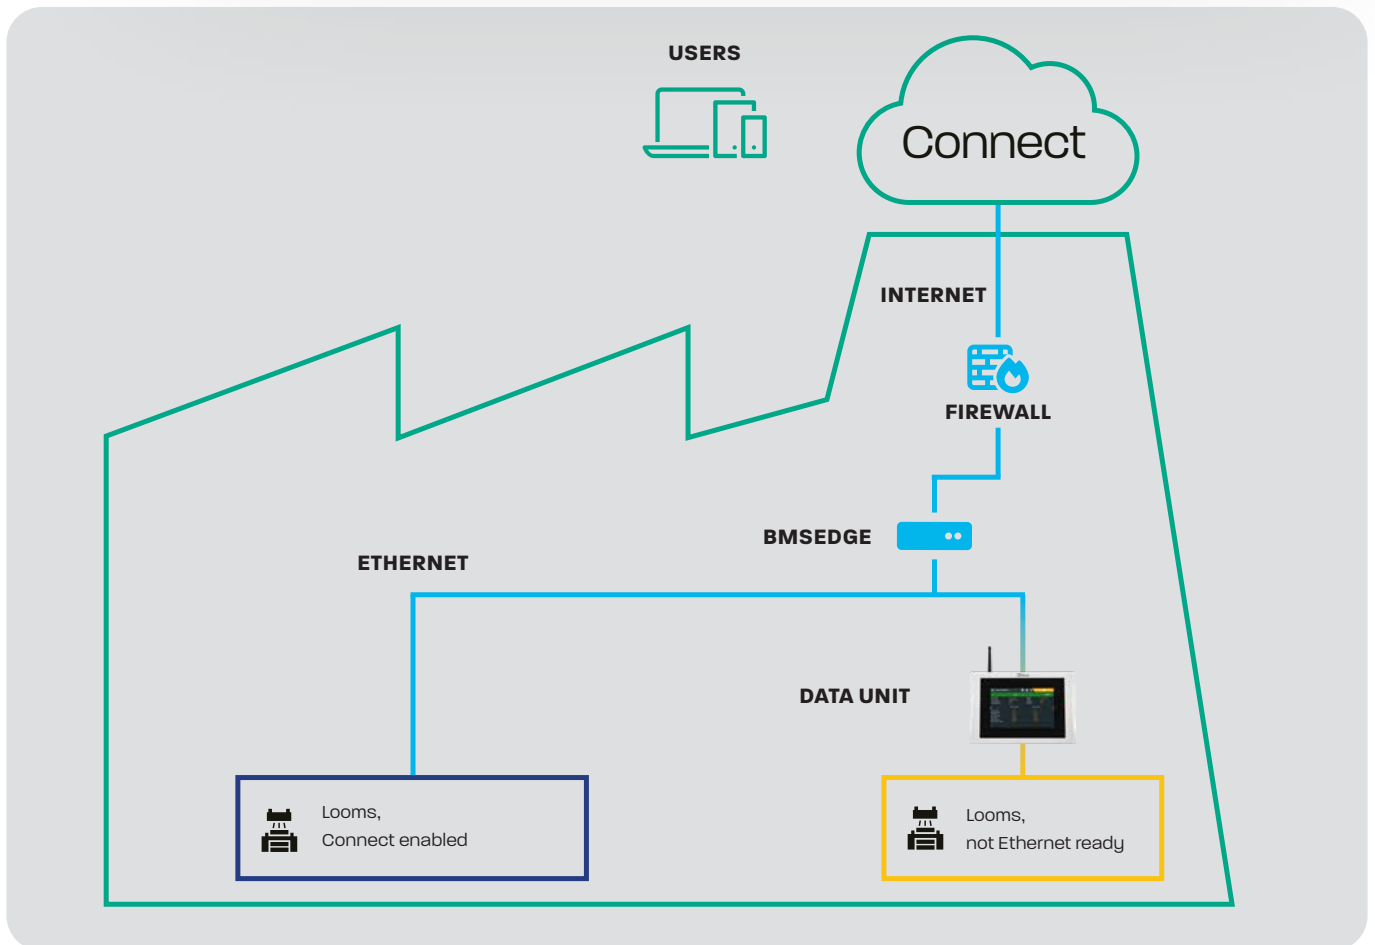 USERS
Connect
INTERNET
FIREWALL
BMSEDGE
ETHERNET
DATA UNIT
Looms,
Connect enabled
Looms,
not Ethernet ready